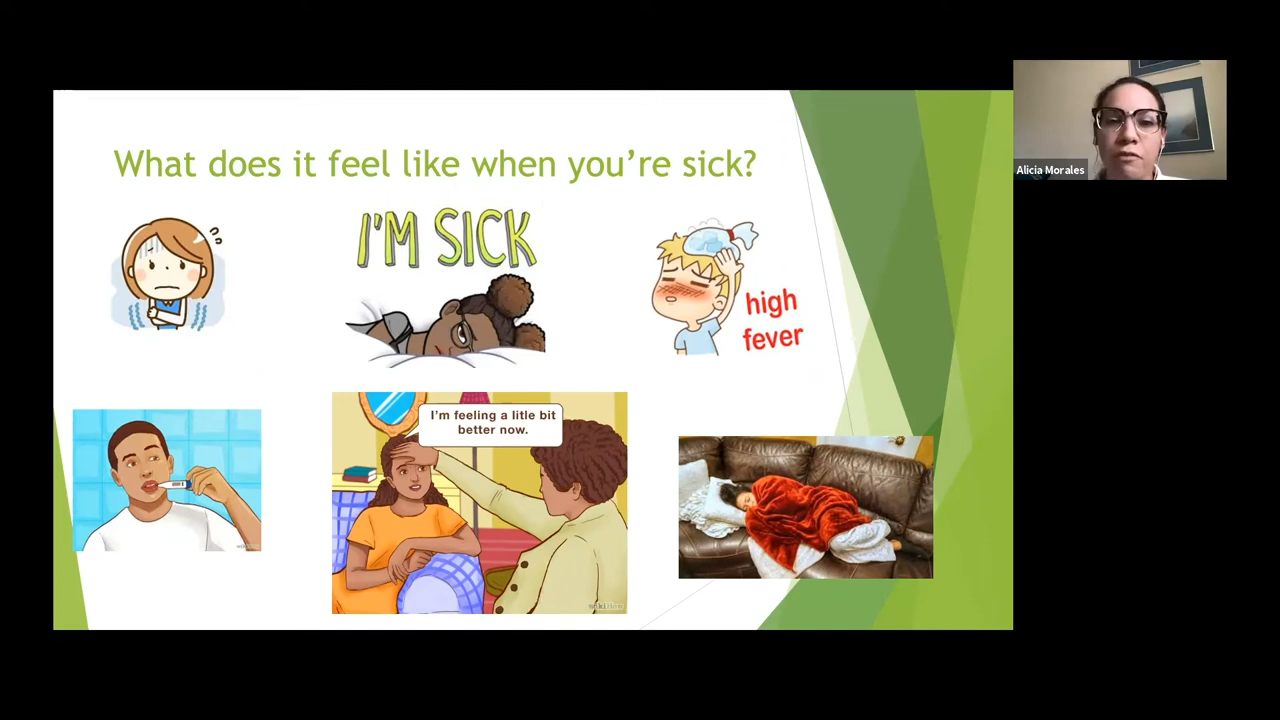 What does it feel like when you're sick?
Alicia Morales
I'M SICK
high
fever
I'm feeling a litle bit
better now.